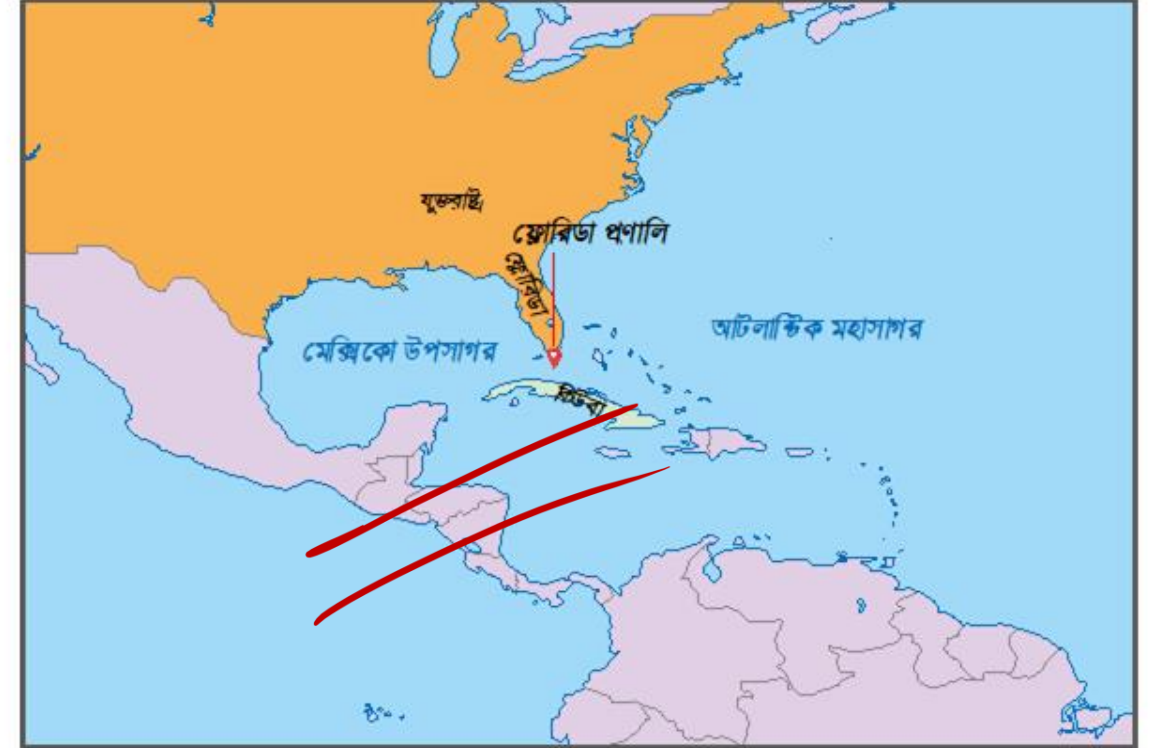 যুক্তরাষ্ট্র
ফ্লোরিডা প্রণালি
ফ্লোরিডা
আটলান্টিক মহাসাগর
মেক্সিকো উপসাগর
কিউবা